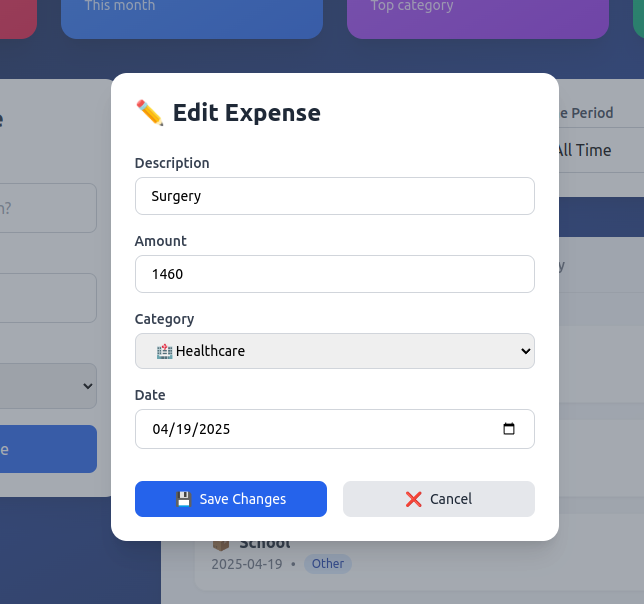 This month
Top category
✏️ Edit Expense
Description
Surgery
Amount
1460
Category
🏥 Healthcare
Date
04/19/2025
💾 Save Changes
❌ Cancel
Period
All Time
School
2025-04-19 • Other